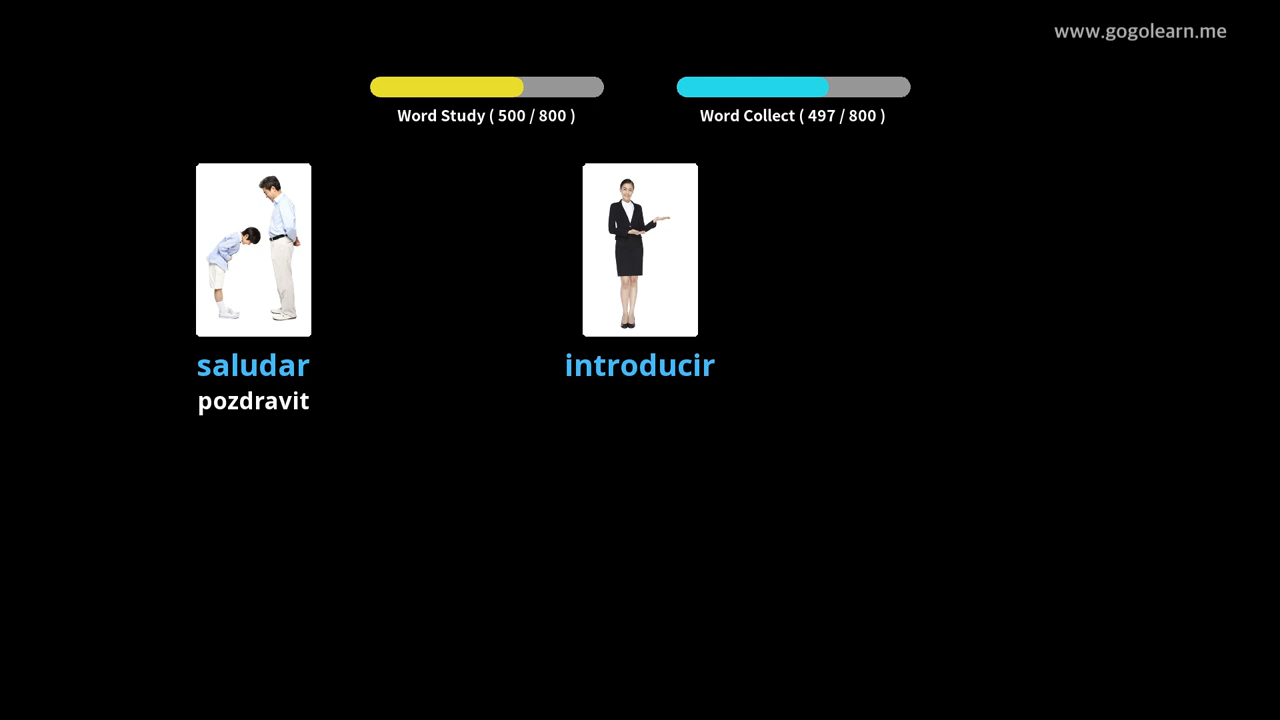 www.gogolearn.me
Word Study ( 500 / 800 )
Word Collect ( 497 / 800 )
saludar
introducir
pozdravit